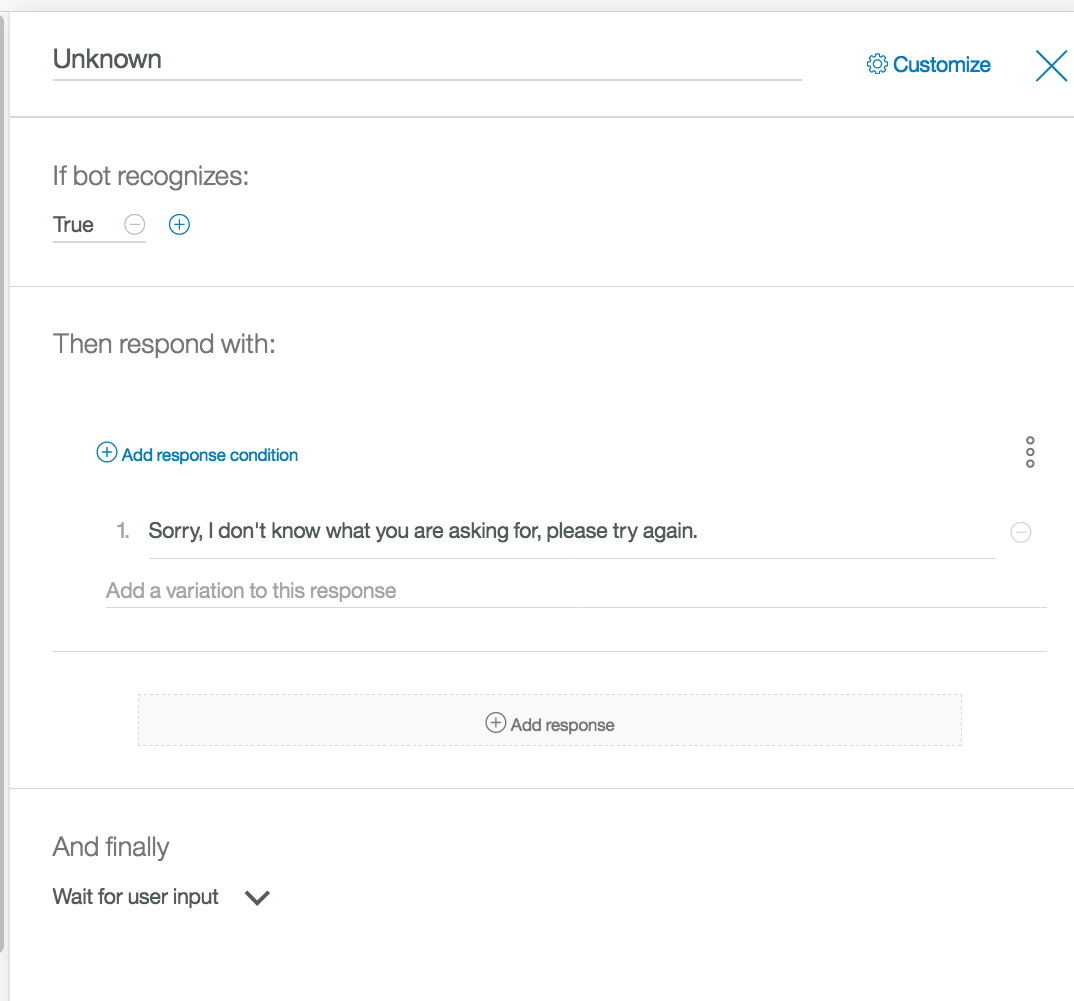 Unknown
Customize
If bot recognizes:
True
Then respond with:
Add response condition
1. Sorry, I don't know what you are asking for, please try again.
Add a variation to this response
Add response
And finally
Wait for user input